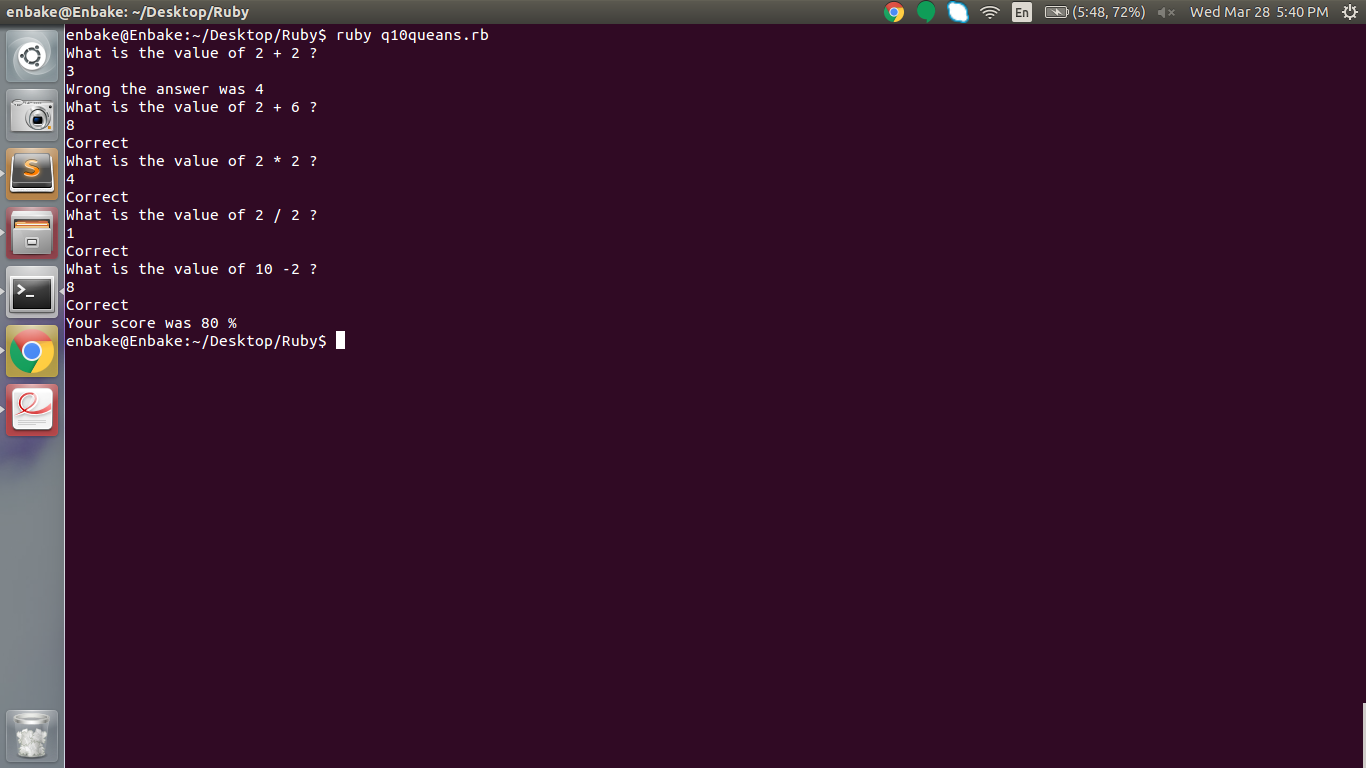 enbake@Enbake: ~/Desktop/Ruby
En
(5:48, 72%)
Wed Mar 28 5:40 PM
enbake@Enbake:~/Desktop/Ruby$ ruby q10queans.rb
What is the value of 2 + 2 ?
3
Wrong the answer was 4
What is the value of 2 + 6 ?
8
Correct
What is the value of 2 * 2 ?
4
Correct
What is the value of 2 / 2 ?
1
Correct
What is the value of 10 -2 ?
8
Correct
Your score was 80 %
enbake@Enbake:~/Desktop/Ruby$